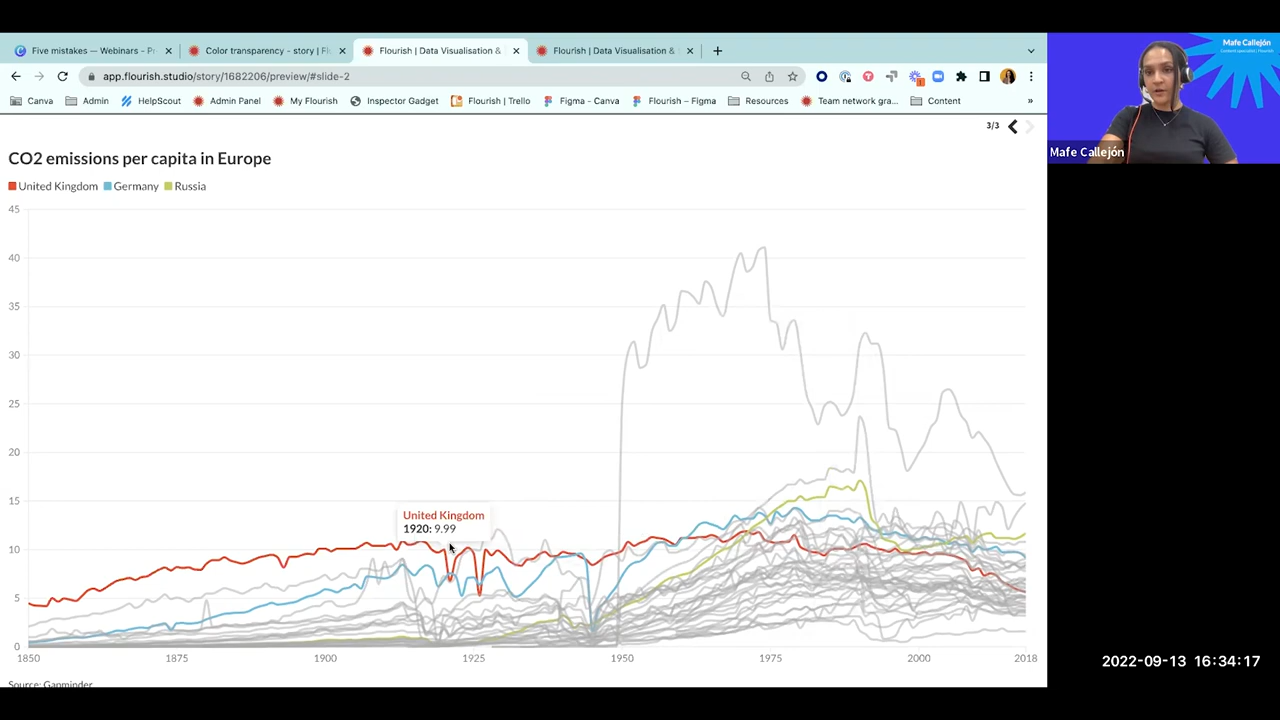 Five mistakes — Webinars - Pr
Color transparency - story | Fl
Flourish | Data Visualisation &
Flourish | Data Visualisation &
app.flourish.studio/story/1682206/preview/#slide-2
Canva
Admin
HelpScout
Admin Panel
My Flourish
Inspector Gadget
Flourish | Trello
Figma - Canva
Flourish – Figma
Resources
Team network gra...
Content
»
3/3
CO2 emissions per capita in Europe
United Kingdom Germany Russia
45
40
35
30
25
20
15
10
5
0
United Kingdom
1920: 9.99
1850 1875 1900 1925 1950 1975 2000 2018
Source: Gapminder
Mafe Callejón
Mafe Callejón
2022-09-13 16:34:17